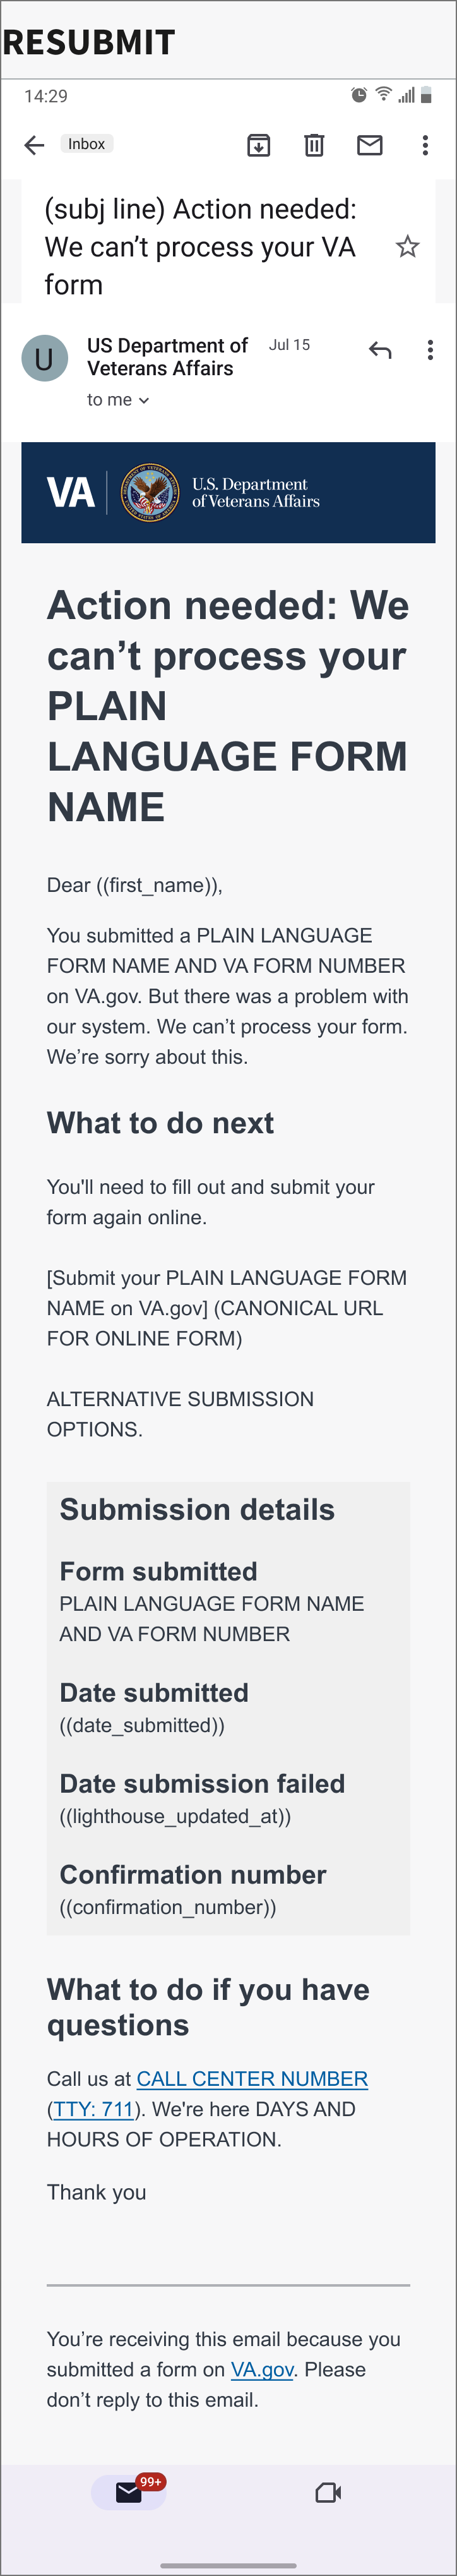 RESUBMIT
14:29
Inbox
(subj line) Action needed:
We can’t process your VA
form
U
US Department of Jul 15
Veterans Affairs
to me
VA
U.S. Department
of Veterans Affairs
Action needed: We
can’t process your
PLAIN
LANGUAGE FORM
NAME
Dear ((first_name)),
You submitted a PLAIN LANGUAGE
FORM NAME AND VA FORM NUMBER
on VA.gov. But there was a problem with
our system. We can’t process your form.
We’re sorry about this.
What to do next
You'll need to fill out and submit your
form again online.
[Submit your PLAIN LANGUAGE FORM
NAME on VA.gov] (CANONICAL URL
FOR ONLINE FORM)
ALTERNATIVE SUBMISSION
OPTIONS.
Submission details
Form submitted
PLAIN LANGUAGE FORM NAME
AND VA FORM NUMBER
Date submitted
((date_submitted))
Date submission failed
((lighthouse_updated_at))
Confirmation number
((confirmation_number))
What to do if you have
questions
Call us at CALL CENTER NUMBER
(TTY: 711). We're here DAYS AND
HOURS OF OPERATION.
Thank you
You’re receiving this email because you
submitted a form on VA.gov. Please
don’t reply to this email.
99+